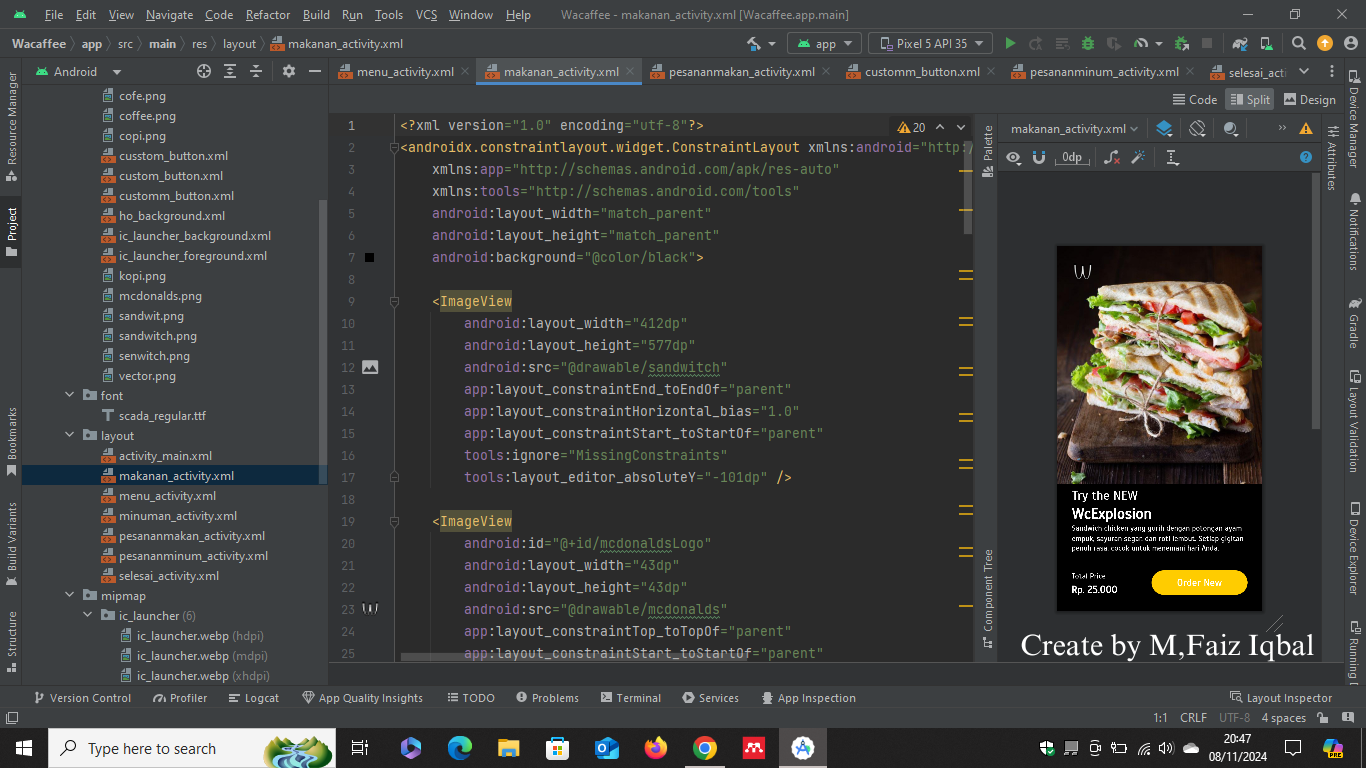 File Edit View Navigate Code Refactor Build Run Tools VCS Window Help Wacaffee - makanan_activity.xml [Wacaffee.app.main]
Wacaffee app src main res layout makanan_activity.xml
app Pixel 5 API 35
Resource Manager
Project
Bookmarks
Build Variants
Structure
Android
cofe.png
coffee.png
copi.png
cusstom_button.xml
custom_button.xml
customm_button.xml
ho_background.xml
ic_launcher_background.xml
ic_launcher_foreground.xml
kopi.png
mcdonalds.png
sandwit.png
sandwitch.png
senwitch.png
vector.png
font
scada_regular.ttf
layout
activity_main.xml
makanan_activity.xml
menu_activity.xml
minuman_activity.xml
pesananmakan_activity.xml
pesananminum_activity.xml
selesai_activity.xml
mipmap
ic_launcher (6)
ic_launcher.webp (hdpi)
ic_launcher.webp (mdpi)
ic_launcher.webp (xhdpi)
menu_activity.xml makanan_activity.xml pesananmakan_activity.xml customm_button.xml pesananminum_activity.xml selesai_acti
Code Split Design
20
1 <?xml version="1.0" encoding="utf-8"?>
2 <androidx.constraintlayout.widget.ConstraintLayout xmlns:android="http:/
3 xmlns:app="http://schemas.android.com/apk/res-auto"
4 xmlns:tools="http://schemas.android.com/tools"
5 android:layout_width="match_parent"
6 android:layout_height="match_parent"
7 android:background="@color/black">
8
9 <ImageView
10 android:layout_width="412dp"
11 android:layout_height="577dp"
12 android:src="@drawable/sandwitch"
13 app:layout_constraintEnd_toEndOf="parent"
14 app:layout_constraintHorizontal_bias="1.0"
15 app:layout_constraintStart_toStartOf="parent"
16 tools:ignore="MissingConstraints"
17 tools:layout_editor_absoluteY="-101dp" />
18
19 <ImageView
20 android:id="@+id/mcdonaldsLogo"
21 android:layout_width="43dp"
22 android:layout_height="43dp"
23 android:src="@drawable/mcdonalds"
24 app:layout_constraintTop_toTopOf="parent"
25 app:layout_constraintStart_toStartOf="parent"
Palette
Component Tree
makanan_activity.xml
0dp
W
Try the NEW
WcExplosion
Sandwich chicken yang gurih dengan potongan ayam
empuk, sayuran segar, dan roti lembut. Setiap gigitan
penuh rasa, cocok untuk menemani hari Anda.
Total Price
Rp. 25.000
Order New
Create by M,Faiz Iqbal
Attributes
Device Manager
Notifications
Gradle
Layout Validation
Device Explorer
Running D
Version Control Profiler Logcat App Quality Insights TODO Problems Terminal Services App Inspection Layout Inspector
1:1 CRLF UTF-8 4 spaces
Type here to search
20:47
08/11/2024
PRE